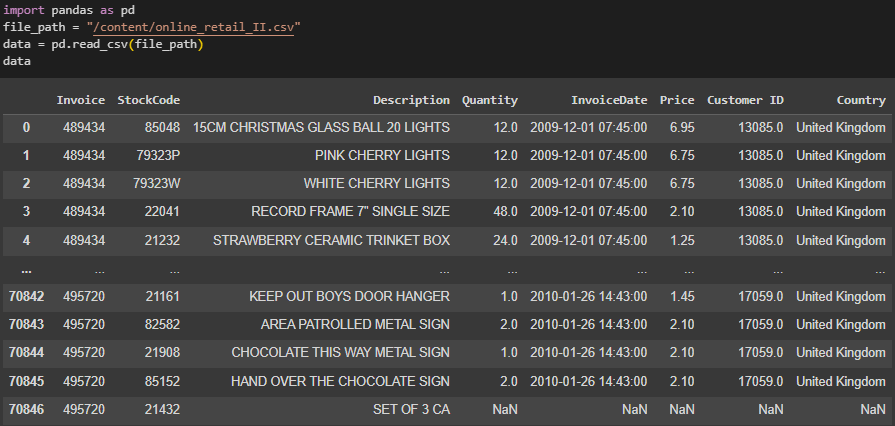 import pandas as pd
file_path = "/content/online_retail_II.csv"
data = pd.read_csv(file_path)
data
Invoice StockCode Description Quantity InvoiceDate Price Customer ID Country
0 489434 85048 15CM CHRISTMAS GLASS BALL 20 LIGHTS 12.0 2009-12-01 07:45:00 6.95 13085.0 United Kingdom
1 489434 79323P PINK CHERRY LIGHTS 12.0 2009-12-01 07:45:00 6.75 13085.0 United Kingdom
2 489434 79323W WHITE CHERRY LIGHTS 12.0 2009-12-01 07:45:00 6.75 13085.0 United Kingdom
3 489434 22041 RECORD FRAME 7" SINGLE SIZE 48.0 2009-12-01 07:45:00 2.10 13085.0 United Kingdom
4 489434 21232 STRAWBERRY CERAMIC TRINKET BOX 24.0 2009-12-01 07:45:00 1.25 13085.0 United Kingdom
... ... ... ... ... ... ... ... ...
70842 495720 21161 KEEP OUT BOYS DOOR HANGER 1.0 2010-01-26 14:43:00 1.45 17059.0 United Kingdom
70843 495720 82582 AREA PATROLLED METAL SIGN 2.0 2010-01-26 14:43:00 2.10 17059.0 United Kingdom
70844 495720 21908 CHOCOLATE THIS WAY METAL SIGN 1.0 2010-01-26 14:43:00 2.10 17059.0 United Kingdom
70845 495720 85152 HAND OVER THE CHOCOLATE SIGN 2.0 2010-01-26 14:43:00 2.10 17059.0 United Kingdom
70846 495720 21432 SET OF 3 CA NaN NaN NaN NaN NaN